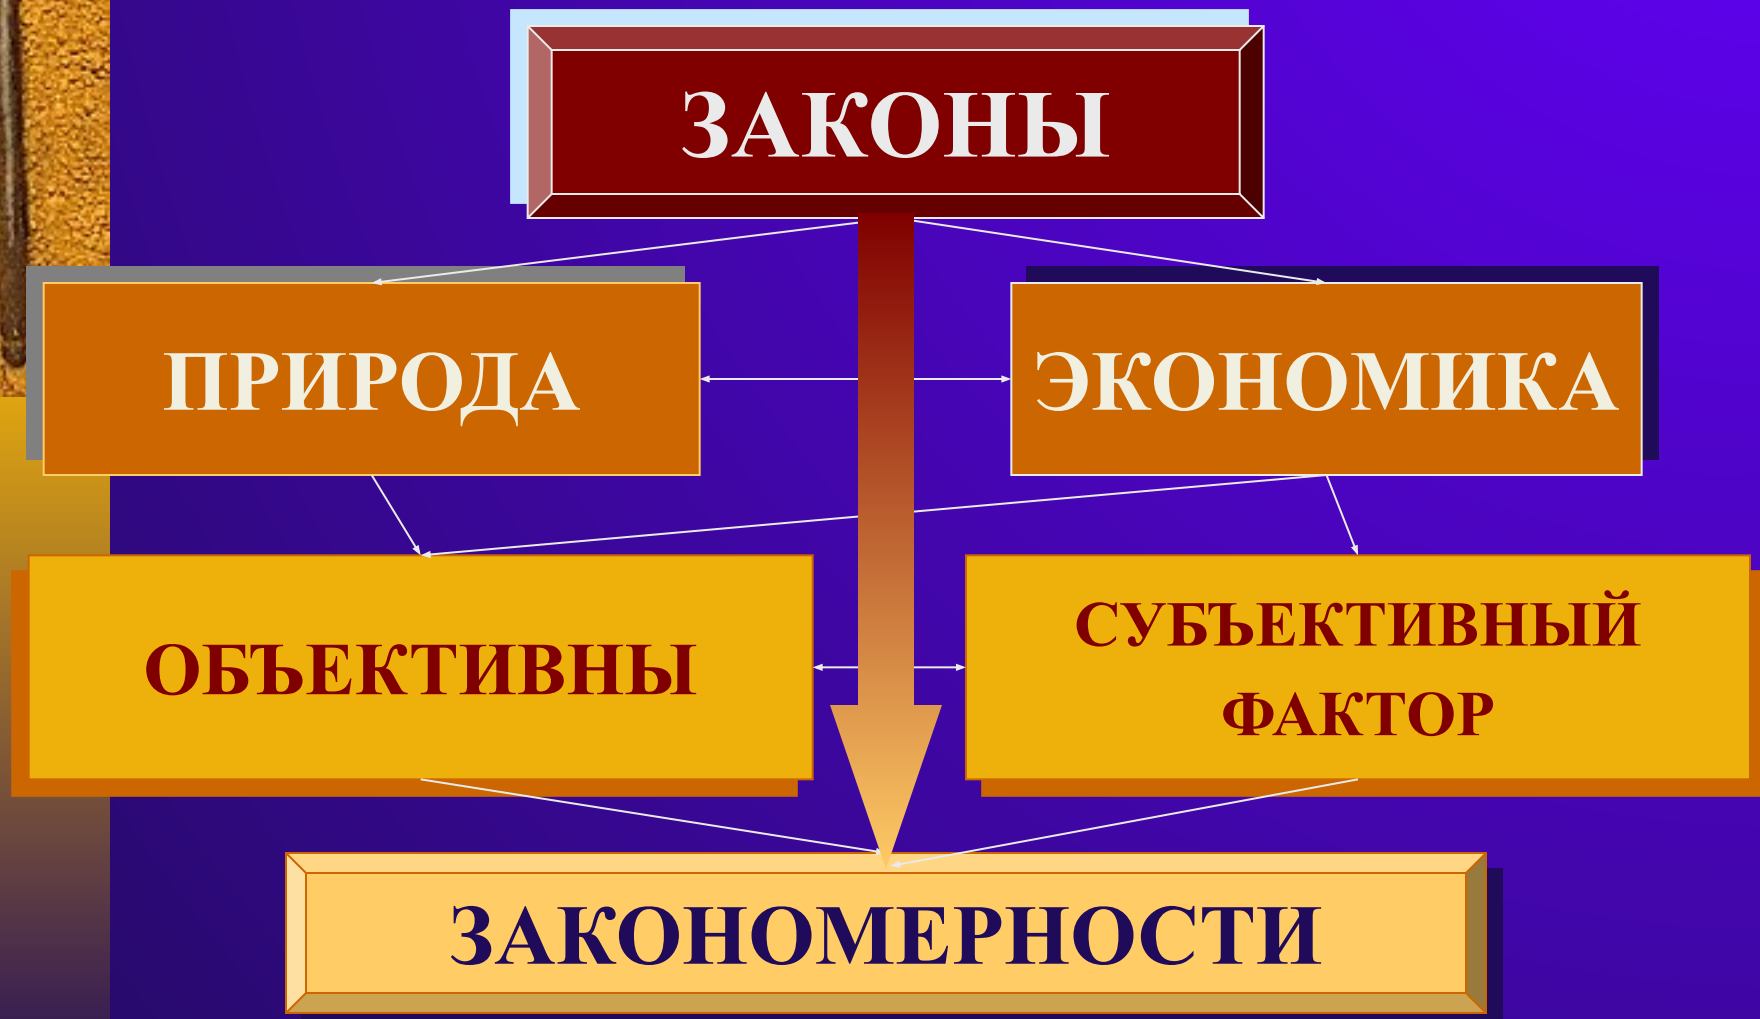 ЗАКОНЫ
ПРИРОДА
ЭКОНОМИКА
ОБЪЕКТИВНЫ
СУБЪЕКТИВНЫЙ
ФАКТОР
ЗАКОНОМЕРНОСТИ